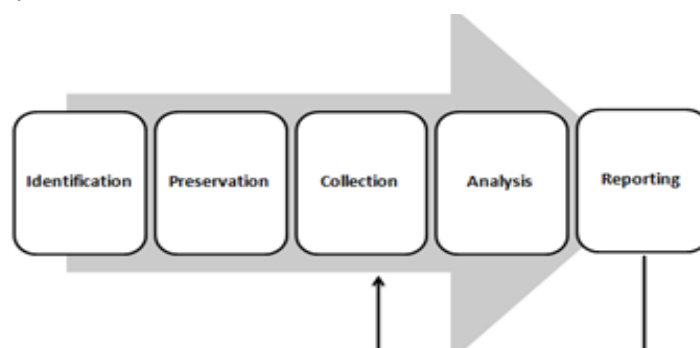 Identification
Preservation
Collection
Analysis
Reporting